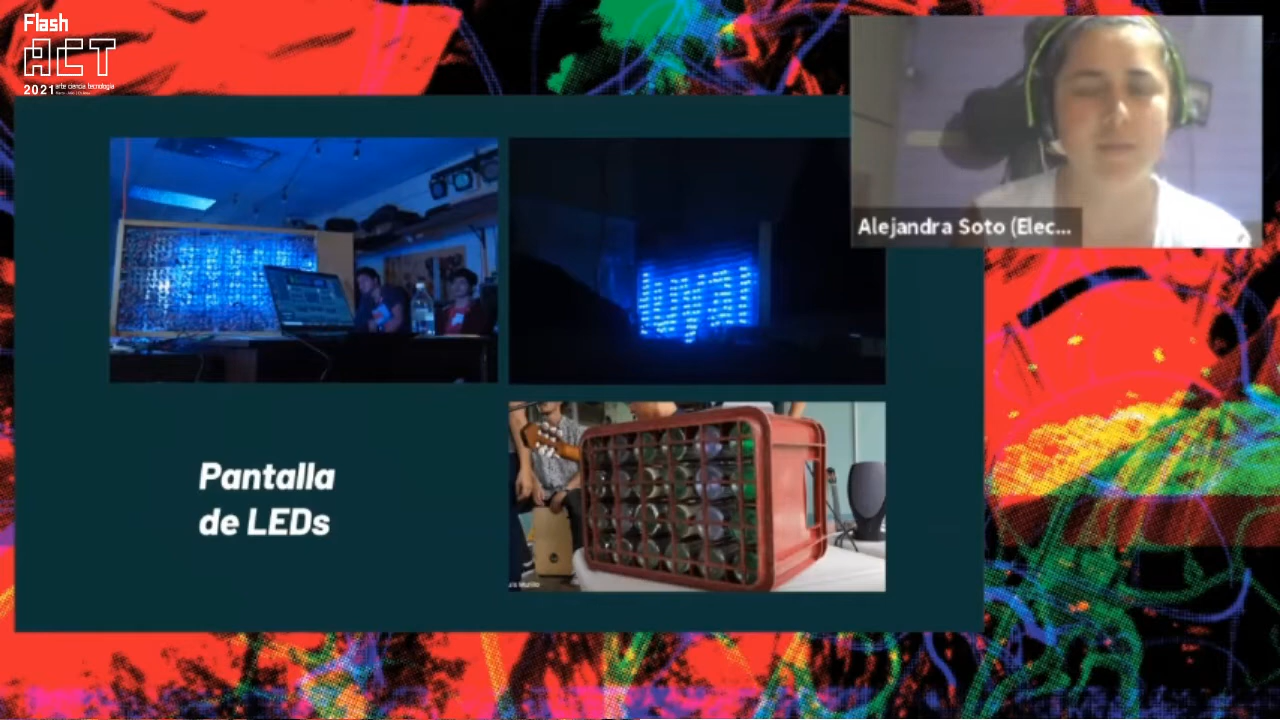 Flash
ACT
2021 arte ciencia tecnología
Alejandra Soto (Elec...
Pantalla
de LEDs